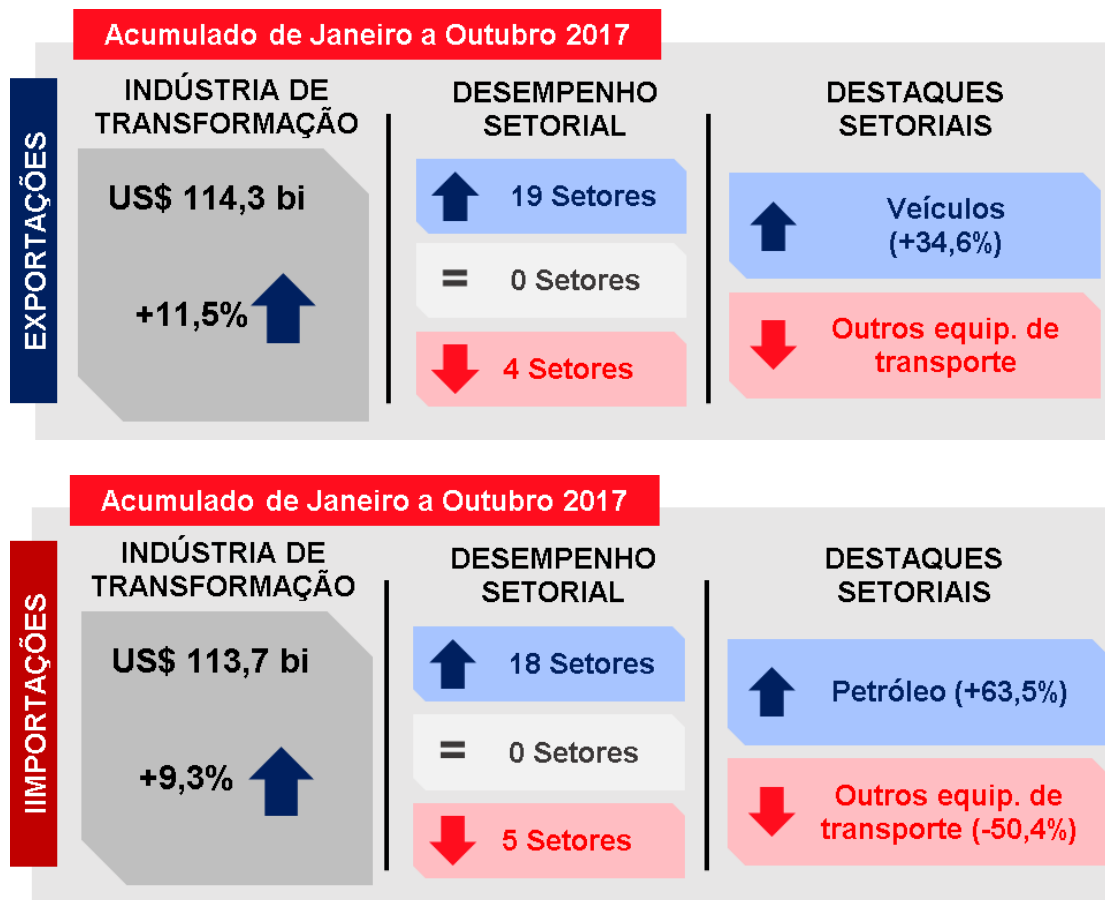 Acumulado de Janeiro a Outubro 2017
EXPORTAÇÕES
INDÚSTRIA DE
TRANSFORMAÇÃO
US$ 114,3 bi
+11,5%
DESEMPENHO
SETORIAL
19 Setores
= 0 Setores
4 Setores
DESTAQUES
SETORIAIS
Veículos
(+34,6%)
Outros equip. de
transporte
Acumulado de Janeiro a Outubro 2017
IIMPORTAÇÕES
INDÚSTRIA DE
TRANSFORMAÇÃO
US$ 113,7 bi
+9,3%
DESEMPENHO
SETORIAL
18 Setores
= 0 Setores
5 Setores
DESTAQUES
SETORIAIS
Petróleo (+63,5%)
Outros equip. de
transporte (-50,4%)